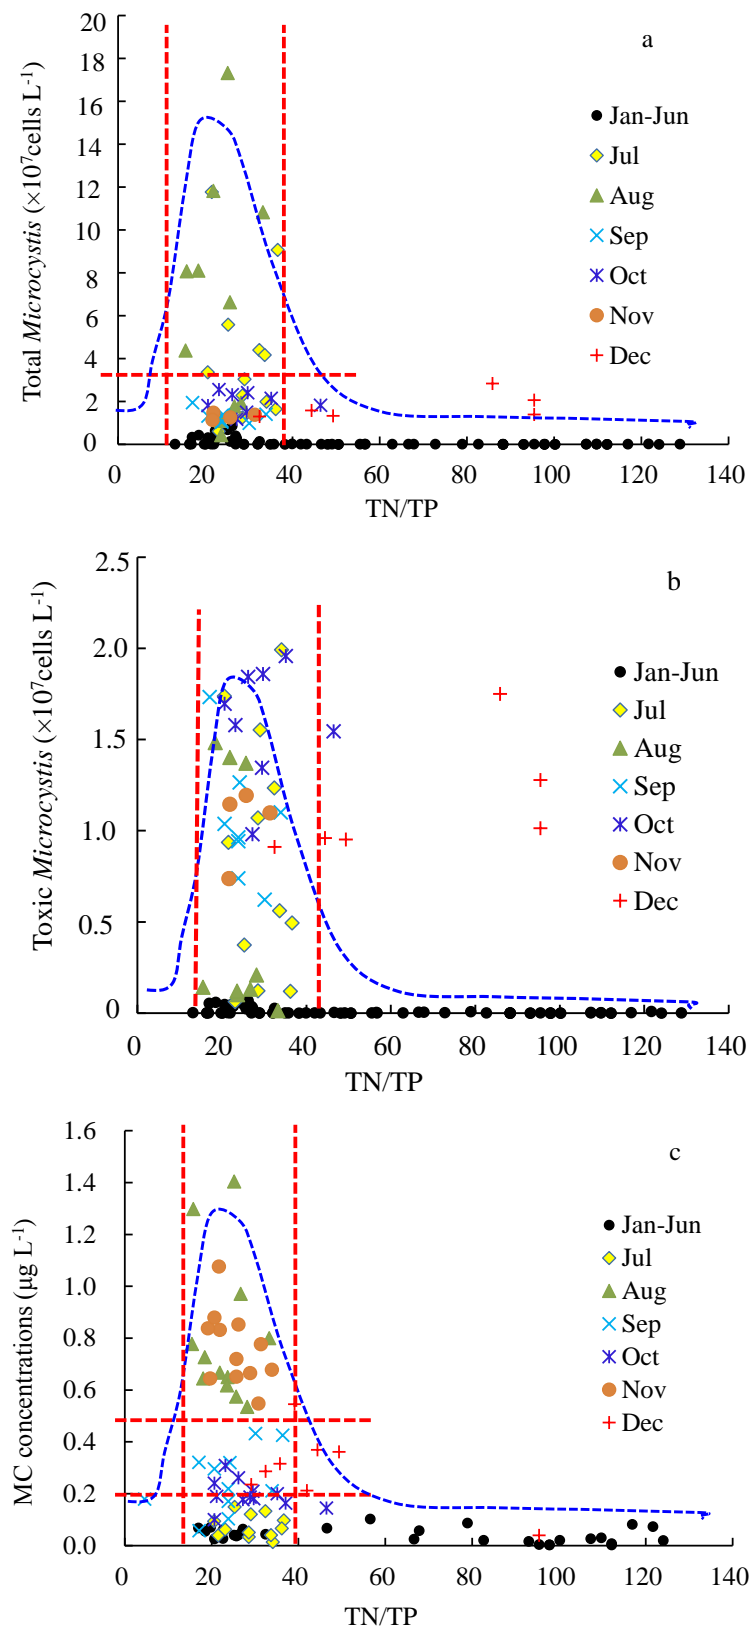 a
Total Microcystis (×10⁷cells L⁻¹)
20
18
16
14
12
10
8
6
4
2
0
Jan-Jun
Jul
Aug
Sep
Oct
Nov
Dec
0 20 40 60 80 100 120 140
TN/TP
b
Toxic Microcystis (×10⁷cells L⁻¹)
2.5
2.0
1.5
1.0
0.5
0
Jan-Jun
Jul
Aug
Sep
Oct
Nov
Dec
0 20 40 60 80 100 120 140
TN/TP
c
MC concentrations (µg L⁻¹)
1.6
1.4
1.2
1.0
0.8
0.6
0.4
0.2
0.0
Jan-Jun
Jul
Aug
Sep
Oct
Nov
Dec
0 20 40 60 80 100 120 140
TN/TP